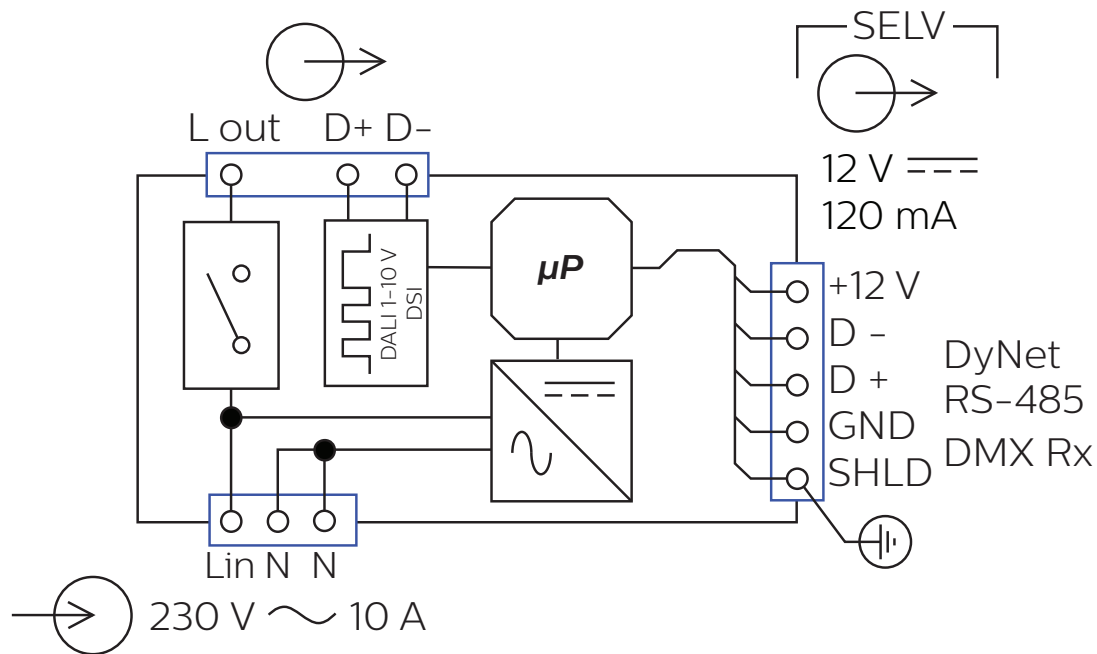 SELV
L out D+ D-
12 V
120 mA
DALI 1-10 V
DSI
µP
+12 V
D -
D +
GND
SHLD
DyNet
RS-485
DMX Rx
Lin N N
230 V 10 A